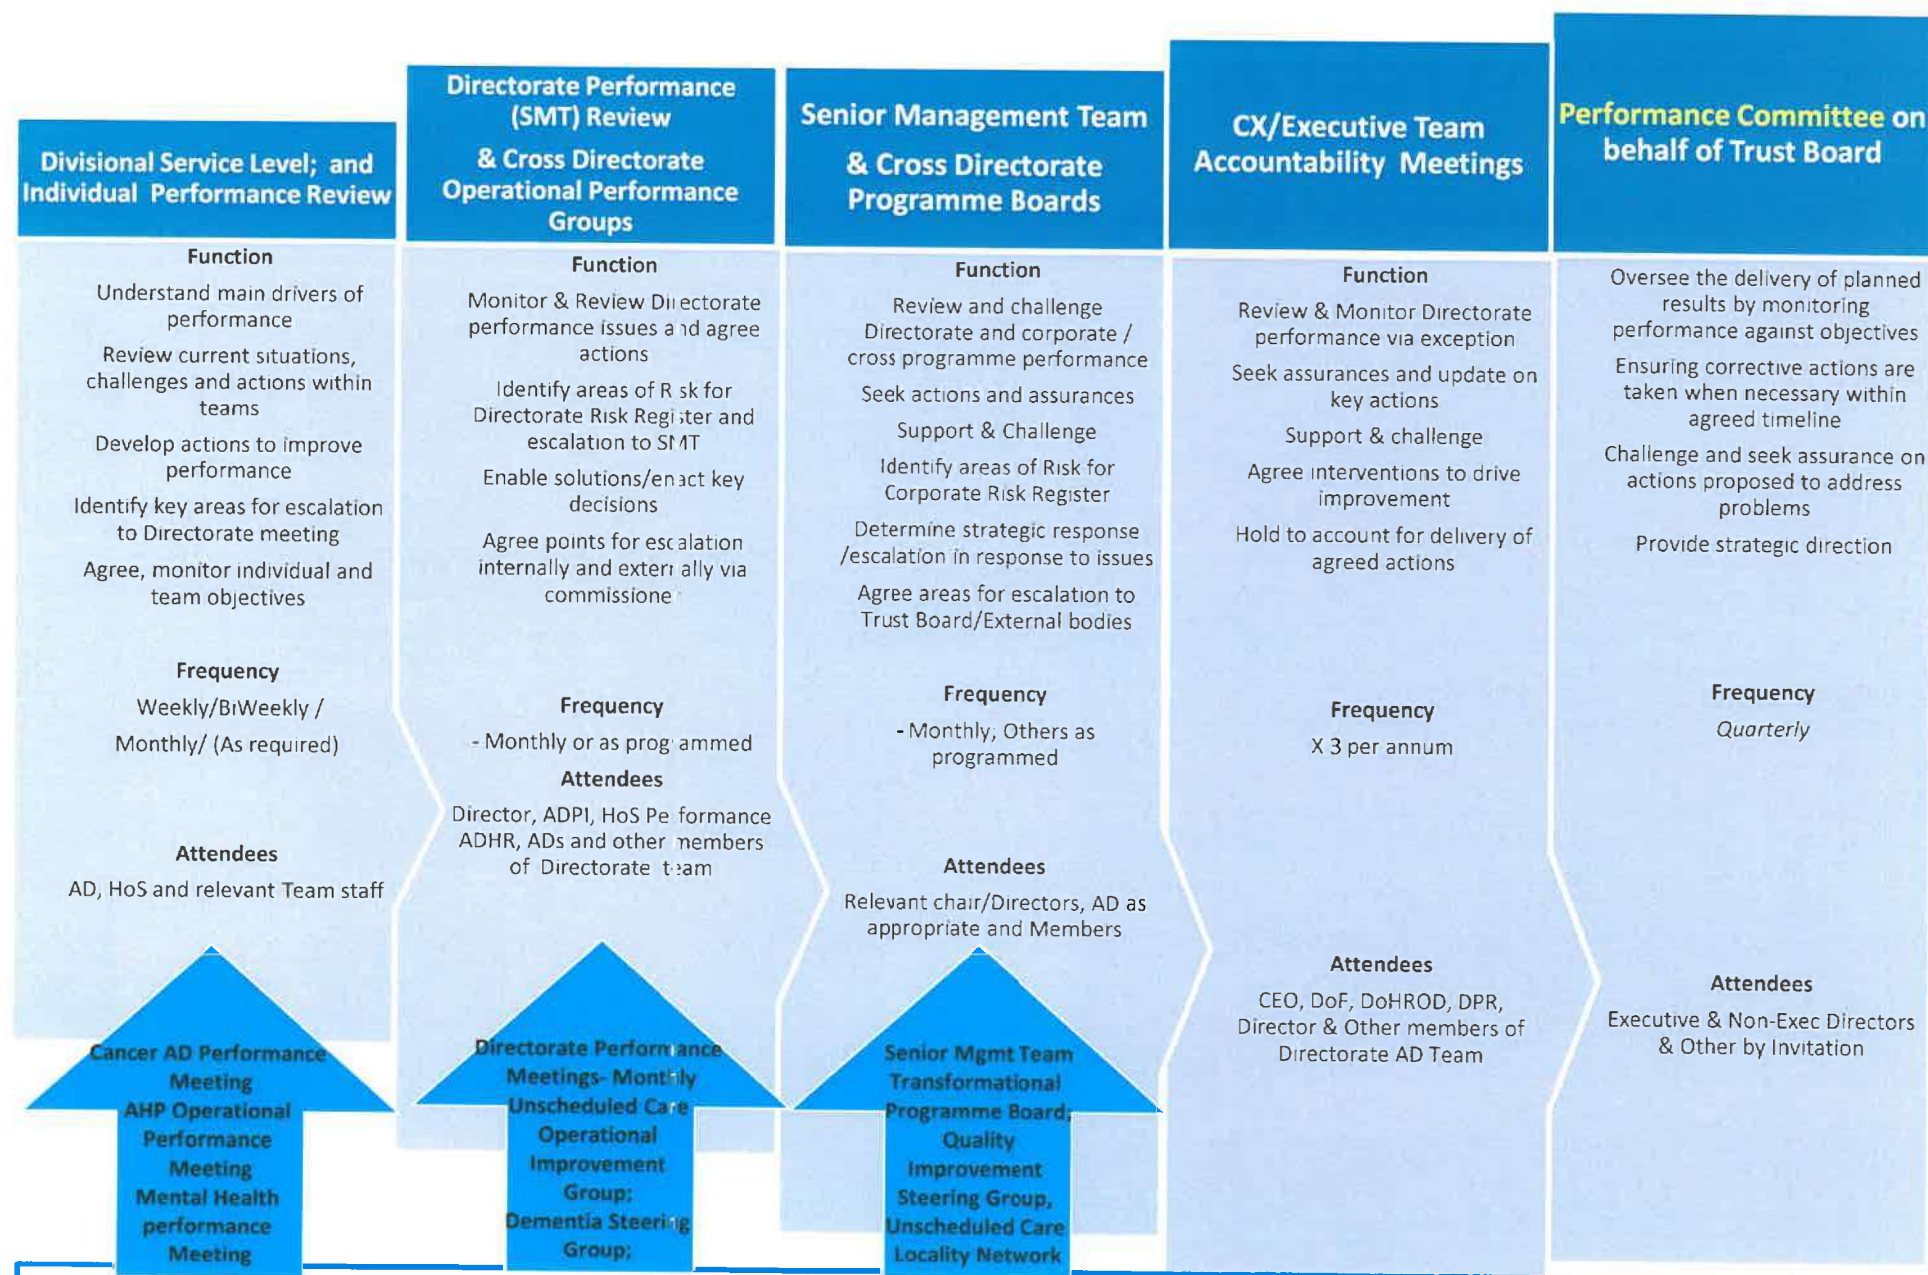 Divisional Service Level; and
Individual Performance Review
Function
Understand main drivers of
performance
Review current situations,
challenges and actions within
teams
Develop actions to improve
performance
Identify key areas for escalation
to Directorate meeting
Agree, monitor individual and
team objectives
Frequency
Weekly/BiWeekly /
Monthly/ (As required)
Attendees
AD, HoS and relevant Team staff
Cancer AD Performance
Meeting
AHP Operational
Performance
Meeting
Mental Health
performance
Meeting
Directorate Performance
(SMT) Review
& Cross Directorate
Operational Performance
Groups
Function
Monitor & Review Directorate
performance issues and agree
actions
Identify areas of Risk for
Directorate Risk Register and
escalation to SMT
Enable solutions/enact key
decisions
Agree points for escalation
internally and externally via
commissione
Frequency
- Monthly or as programmed
Attendees
Director, ADPI, HoS Performance
ADHR, ADs and other members
of Directorate team
Directorate Performance
Meetings- Monthly
Unscheduled Care
Operational
Improvement
Group;
Dementia Steering
Group;
Senior Management Team
& Cross Directorate
Programme Boards
Function
Review and challenge
Directorate and corporate /
cross programme performance
Seek actions and assurances
Support & Challenge
Identify areas of Risk for
Corporate Risk Register
Determine strategic response
/escalation in response to issues
Agree areas for escalation to
Trust Board/External bodies
Frequency
- Monthly; Others as
programmed
Attendees
Relevant chair/Directors, AD as
appropriate and Members
Senior Mgmt Team
Transformational
Programme Board;
Quality
Improvement
Steering Group,
Unscheduled Care
Locality Network
CX/Executive Team
Accountability Meetings
Function
Review & Monitor Directorate
performance via exception
Seek assurances and update on
key actions
Support & challenge
Agree interventions to drive
improvement
Hold to account for delivery of
agreed actions
Frequency
X 3 per annum
Attendees
CEO, DoF, DoHROD, DPR,
Director & Other members of
Directorate AD Team
Performance Committee on
behalf of Trust Board
Oversee the delivery of planned
results by monitoring
performance against objectives
Ensuring corrective actions are
taken when necessary within
agreed timeline
Challenge and seek assurance on
actions proposed to address
problems
Provide strategic direction
Frequency
Quarterly
Attendees
Executive & Non-Exec Directors
& Other by Invitation